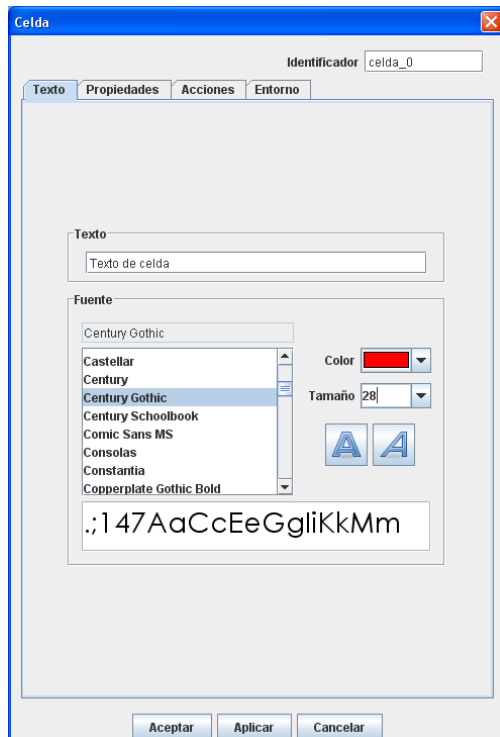 Celda
Identificador celda_0
Texto Propiedades Acciones Entorno
Texto
Texto de celda
Fuente
Century Gothic
Castellar
Century
Century Gothic
Century Schoolbook
Comic Sans MS
Consolas
Constantia
Copperplate Gothic Bold
Color
Tamaño 28
A A
.;147AaCcEeGgIiKkMm
Aceptar Aplicar Cancelar